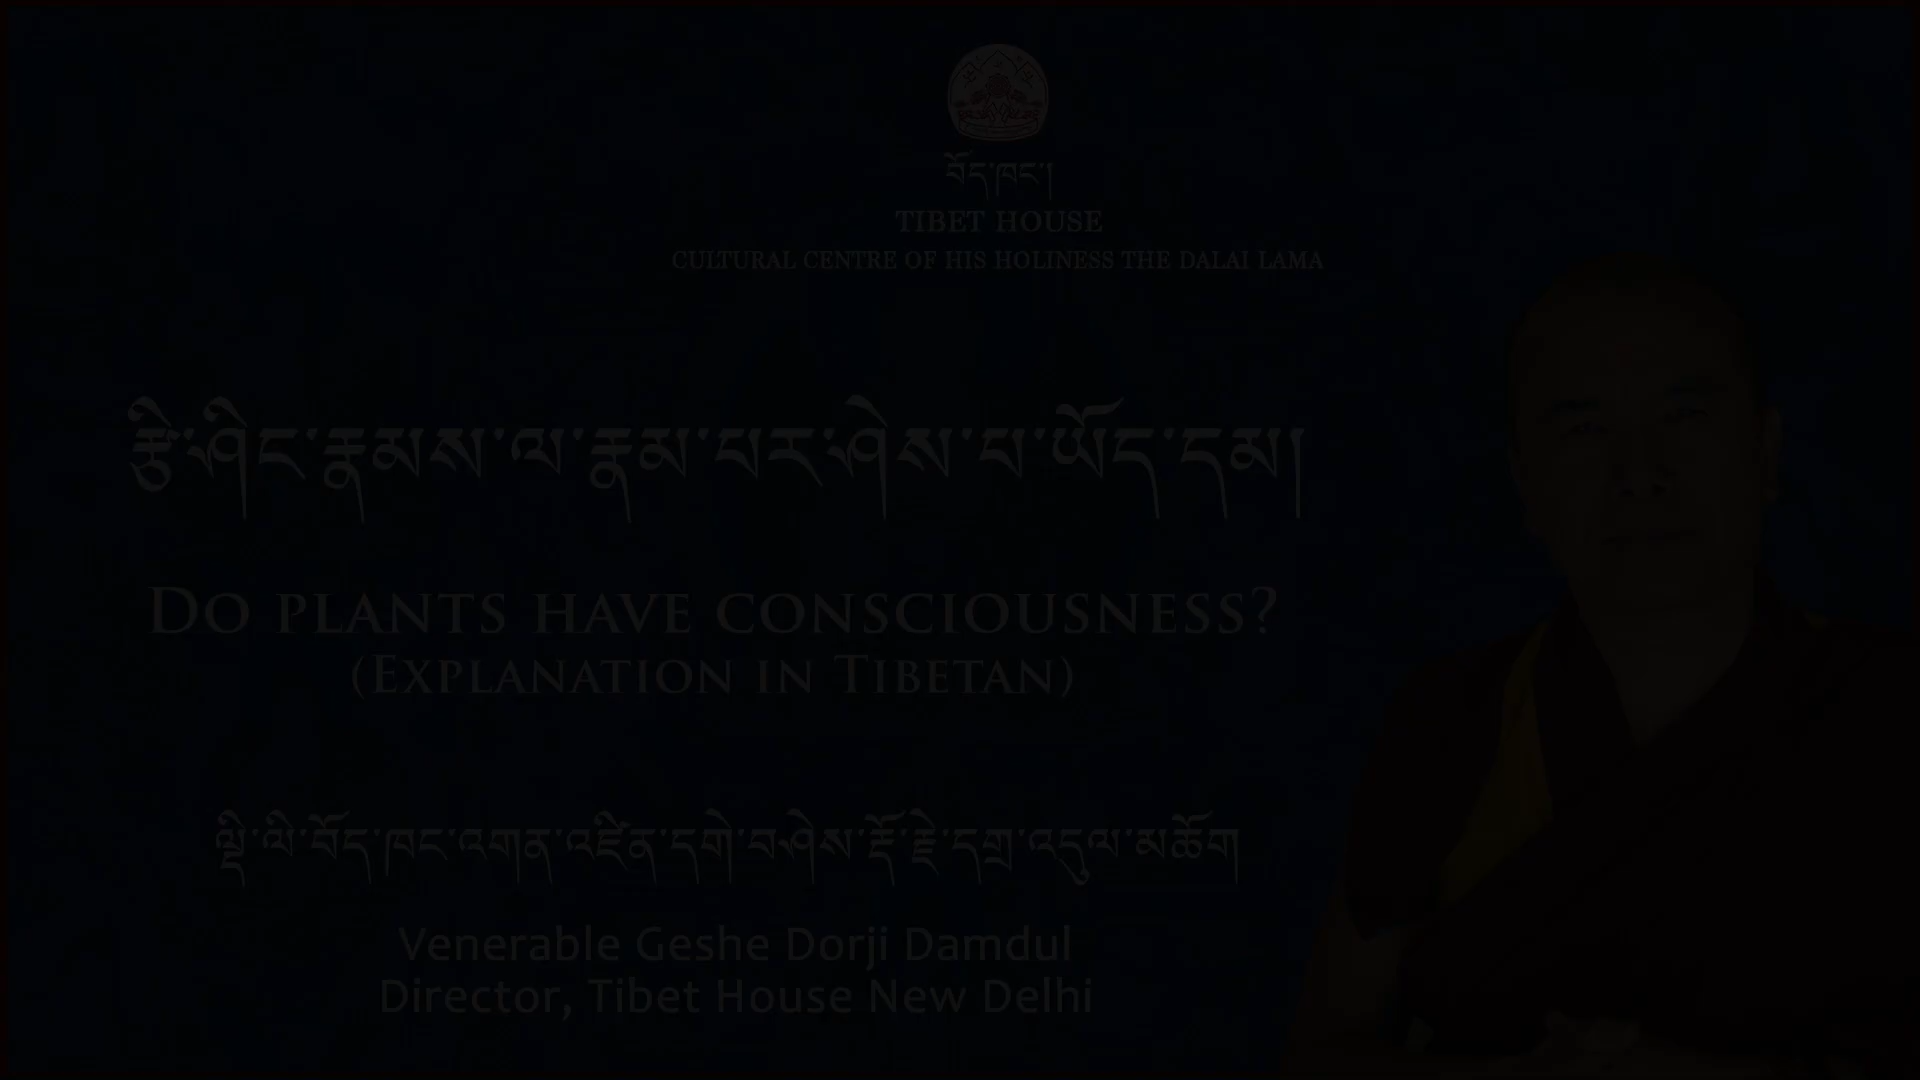 བོད་ཁང་།
TIBET HOUSE
CULTURAL CENTRE OF HIS HOLINESS THE DALAI LAMA
རྩི་ཤིང་རྣམས་ལ་རྣམ་པར་ཤེས་པ་ཡོད་དམ།
DO PLANTS HAVE CONSCIOUSNESS?
(EXPLANATION IN TIBETAN)
ལྡི་ལི་བོད་ཁང་འགན་འཛིན་དགེ་བཤེས་རྡོ་རྗེ་དགྲ་འདུལ་མཆོག
Venerable Geshe Dorji Damdul
Director, Tibet House New Delhi